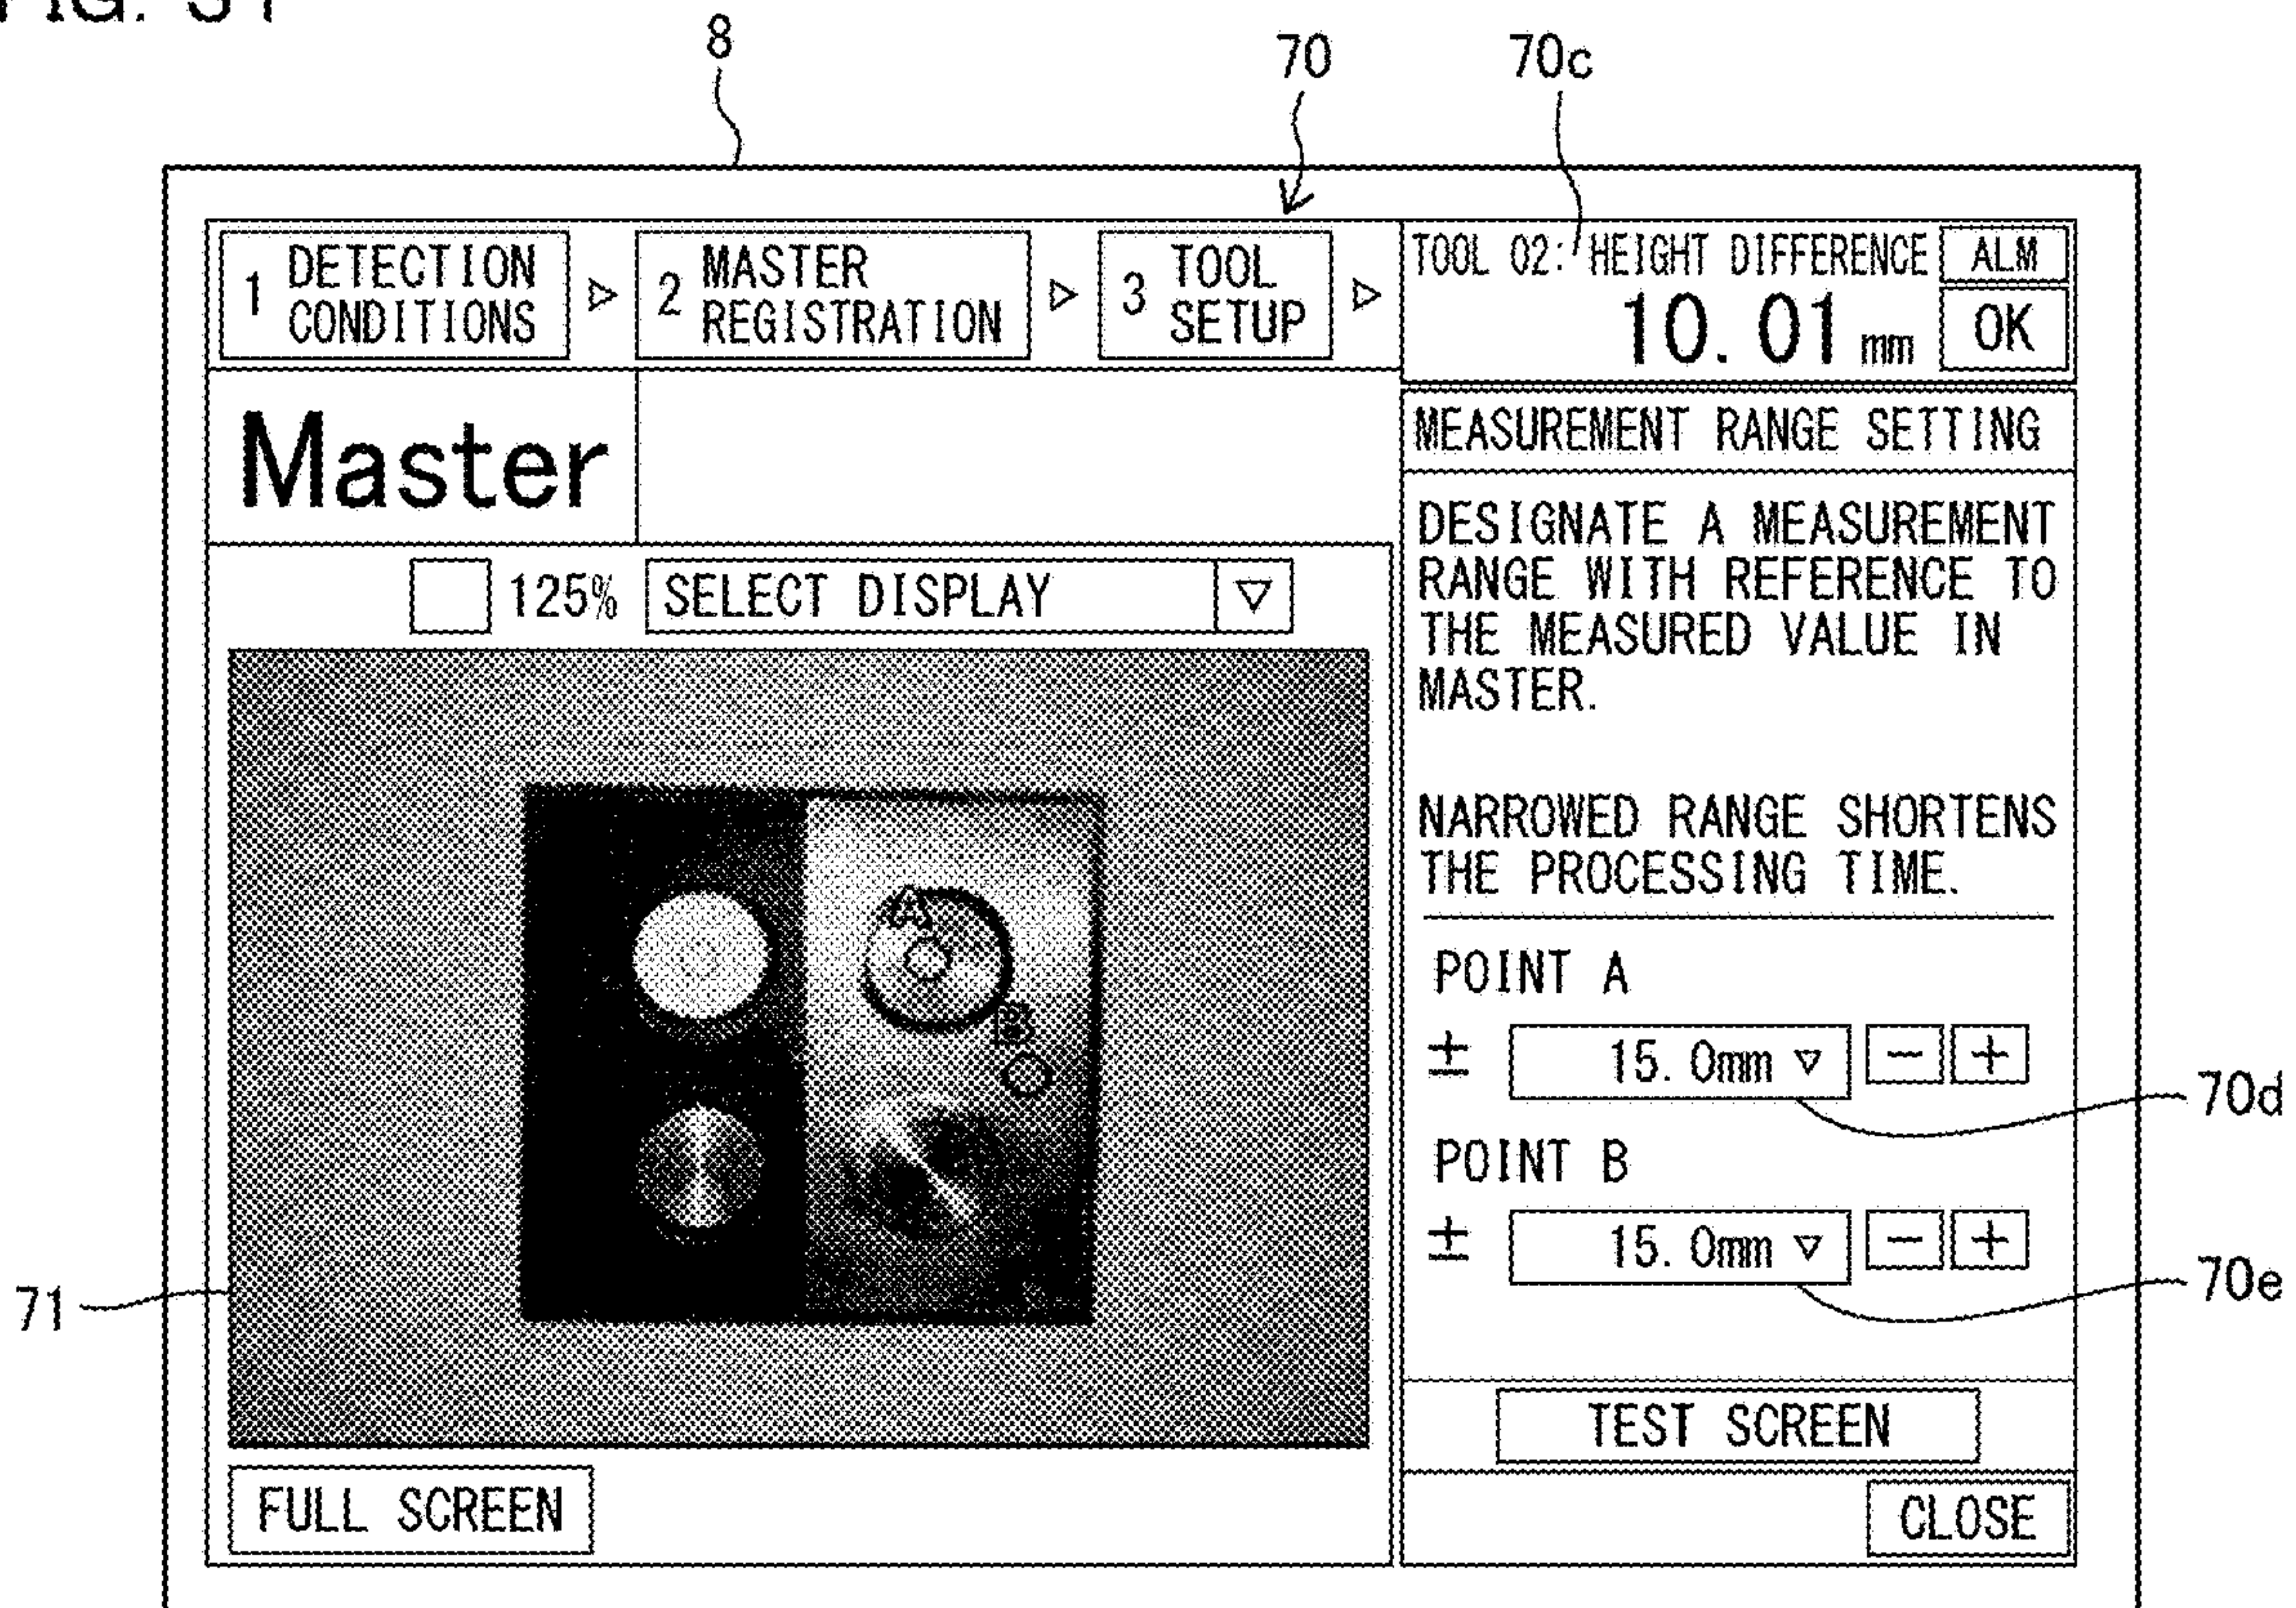 FIG. 31
8
70
70c
1 DETECTION CONDITIONS ▷ 2 MASTER REGISTRATION ▷ 3 TOOL SETUP ▷
TOOL 02: HEIGHT DIFFERENCE
ALM
10.01 mm
OK
Master
MEASUREMENT RANGE SETTING
DESIGNATE A MEASUREMENT
RANGE WITH REFERENCE TO
THE MEASURED VALUE IN
MASTER.
NARROWED RANGE SHORTENS
THE PROCESSING TIME.
125%
SELECT DISPLAY ▽
A
B
POINT A
± 15.0mm ▽ − +
70d
POINT B
± 15.0mm ▽ − +
70e
71
TEST SCREEN
FULL SCREEN
CLOSE